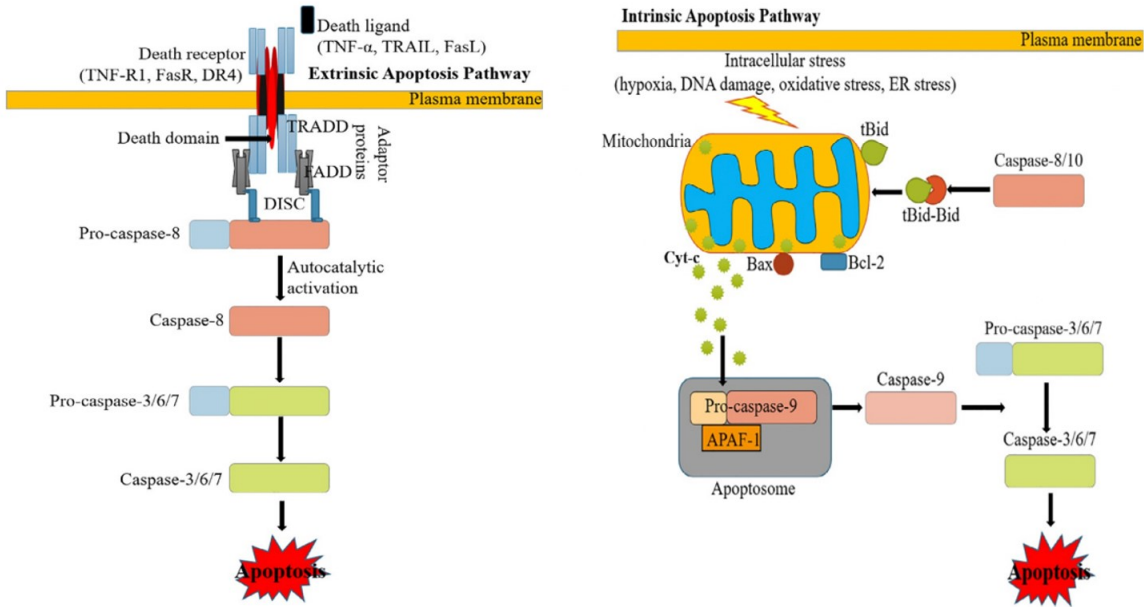 Death ligand
(TNF-α, TRAIL, FasL)
Death receptor
(TNF-R1, FasR, DR4)
Extrinsic Apoptosis Pathway
Plasma membrane
Death domain
TRADD
Adaptor
proteins
FADD
DISC
Pro-caspase-8
Autocatalytic
activation
Caspase-8
Pro-caspase-3/6/7
Caspase-3/6/7
Apoptosis
Intrinsic Apoptosis Pathway
Plasma membrane
Intracellular stress
(hypoxia, DNA damage, oxidative stress, ER stress)
Mitochondria
tBid
Caspase-8/10
tBid-Bid
Cyt-c
Bax
Bcl-2
Pro-caspase-3/6/7
Pro-caspase-9
APAF-1
Apoptosome
Caspase-9
Caspase-3/6/7
Apoptosis